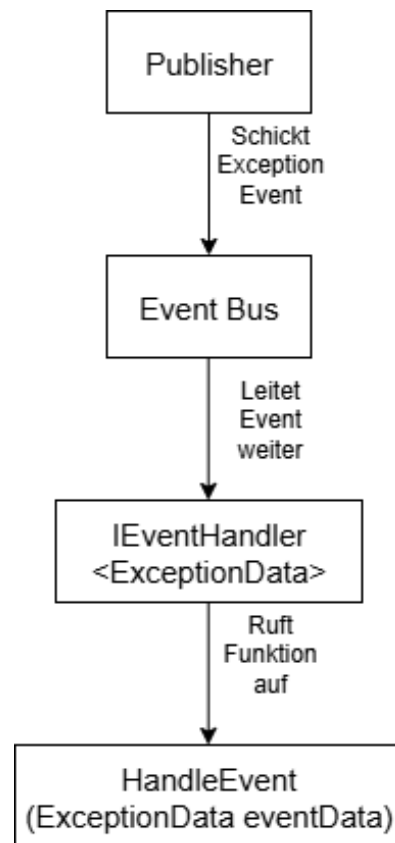 Publisher
Schickt
Exception
Event
Event Bus
Leitet
Event
weiter
IEventHandler
<ExceptionData>
Ruft
Funktion
auf
HandleEvent
(ExceptionData eventData)